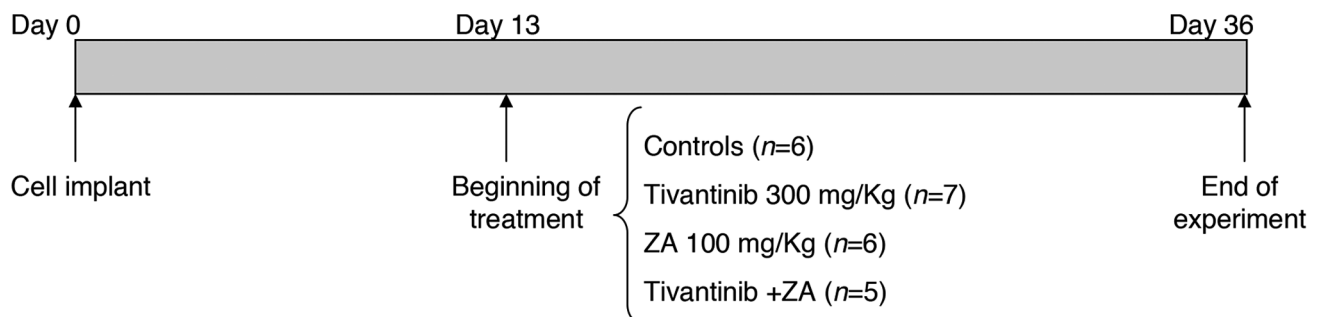 Day 0
Day 13
Day 36
Cell implant
Beginning of
treatment
Controls (n=6)
Tivantinib 300 mg/Kg (n=7)
ZA 100 mg/Kg (n=6)
Tivantinib +ZA (n=5)
End of
experiment